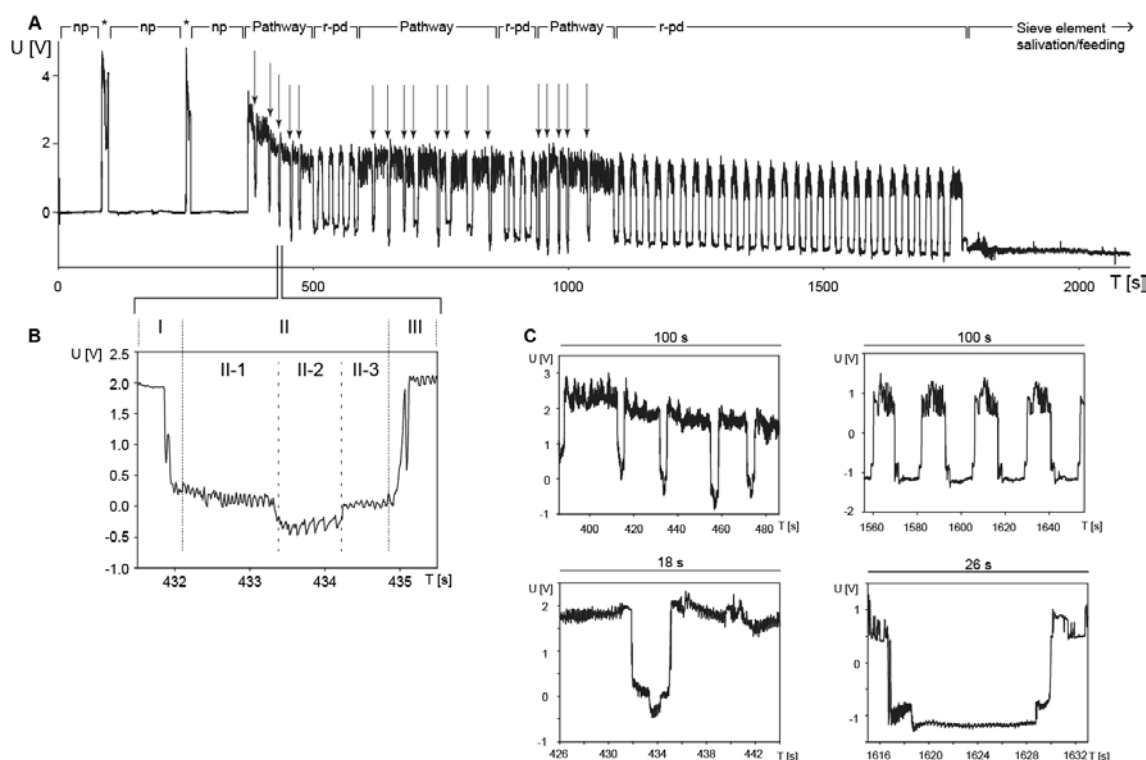 A
np * np * np Pathway r-pd Pathway r-pd Pathway r-pd Sieve element
salivation/feeding
U [V]
4
2
0
0 500 1000 1500 2000 T [s]
B
I II III
U [V]
2.5
2.0
1.5
1.0
0.5
0.0
-0.5
-1.0
II-1 II-2 II-3
432 433 434 435 T [s]
C
100 s
U [V]
3
2
1
0
-1
400 420 440 460 480
T [s]
100 s
U [V]
2
1
0
-1
-2
1560 1580 1600 1620 1640
T [s]
18 s
U [V]
2
1
0
-1
426 430 434 438 442 T [s]
26 s
U [V]
1
0
-1
1616 1620 1624 1628 1632 T [s]